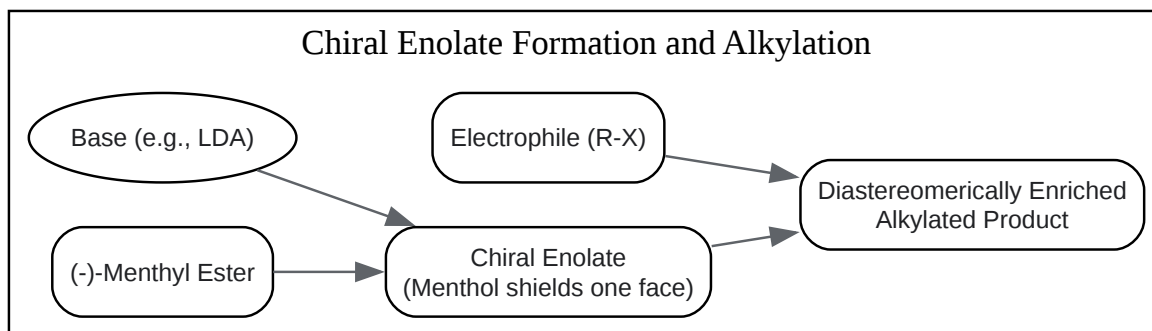 Chiral Enolate Formation and Alkylation
Base (e.g., LDA)
Electrophile (R-X)
Diastereomerically Enriched
Alkylated Product
(-)-Menthyl Ester
Chiral Enolate
(Menthol shields one face)